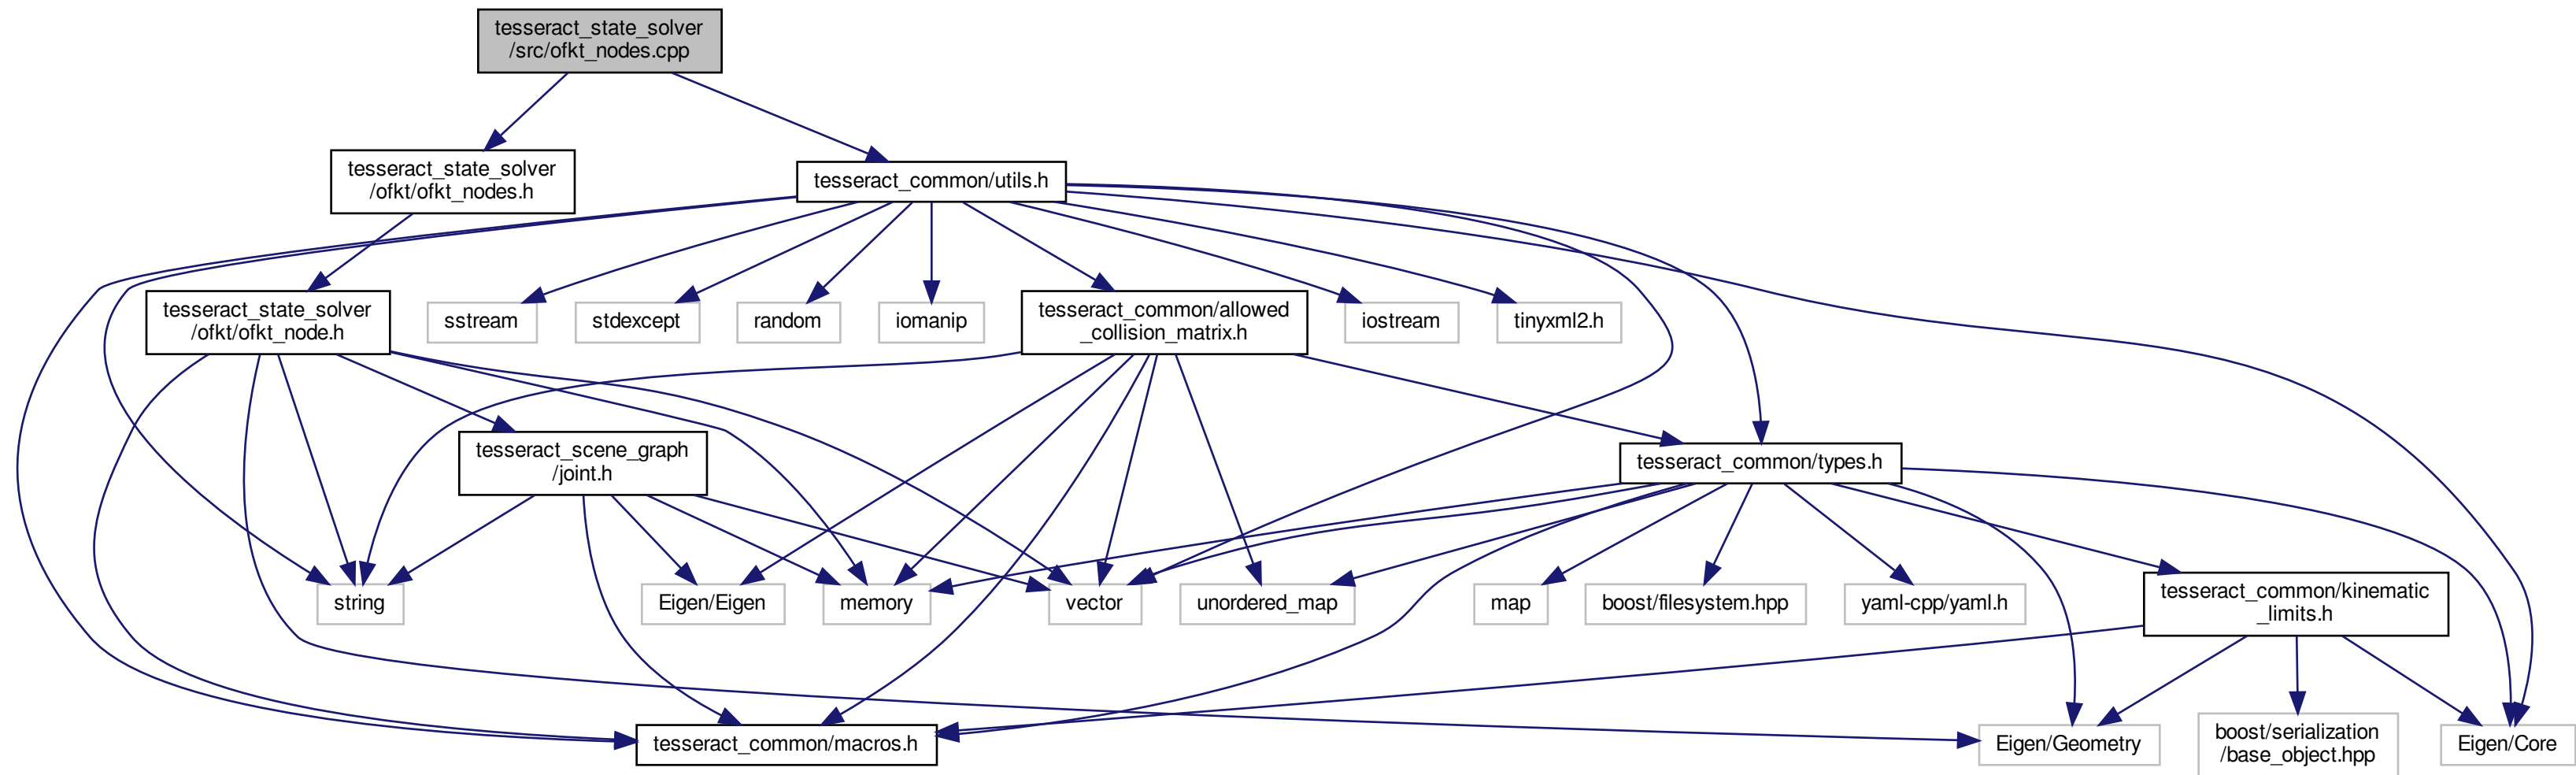 tesseract_state_solver
/src/ofkt_nodes.cpp
tesseract_state_solver
/ofkt/ofkt_nodes.h
tesseract_common/utils.h
tesseract_state_solver
/ofkt/ofkt_node.h
sstream
stdexcept
random
iomanip
tesseract_common/allowed
_collision_matrix.h
iostream
tinyxml2.h
tesseract_scene_graph
/joint.h
tesseract_common/types.h
string
Eigen/Eigen
memory
vector
unordered_map
map
boost/filesystem.hpp
yaml-cpp/yaml.h
tesseract_common/kinematic
_limits.h
tesseract_common/macros.h
Eigen/Geometry
boost/serialization
/base_object.hpp
Eigen/Core